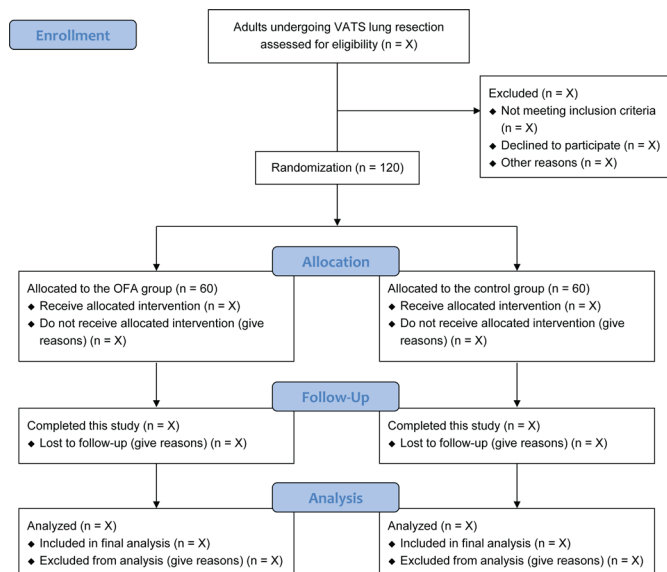 Enrollment
Adults undergoing VATS lung resection
assessed for eligibility (n = X)
Excluded (n = X)
◆ Not meeting inclusion criteria
(n = X)
◆ Declined to participate (n = X)
◆ Other reasons (n = X)
Randomization (n = 120)
Allocation
Allocated to the OFA group (n = 60)
◆ Receive allocated intervention (n = X)
◆ Do not receive allocated intervention (give
reasons) (n = X)
Allocated to the control group (n = 60)
◆ Receive allocated intervention (n = X)
◆ Do not receive allocated intervention (give
reasons) (n = X)
Follow-Up
Completed this study (n = X)
◆ Lost to follow-up (give reasons) (n = X)
Completed this study (n = X)
◆ Lost to follow-up (give reasons) (n = X)
Analysis
Analyzed (n = X)
◆ Included in final analysis (n = X)
◆ Excluded from analysis (give reasons) (n = X)
Analyzed (n = X)
◆ Included in final analysis (n = X)
◆ Excluded from analysis (give reasons) (n = X)